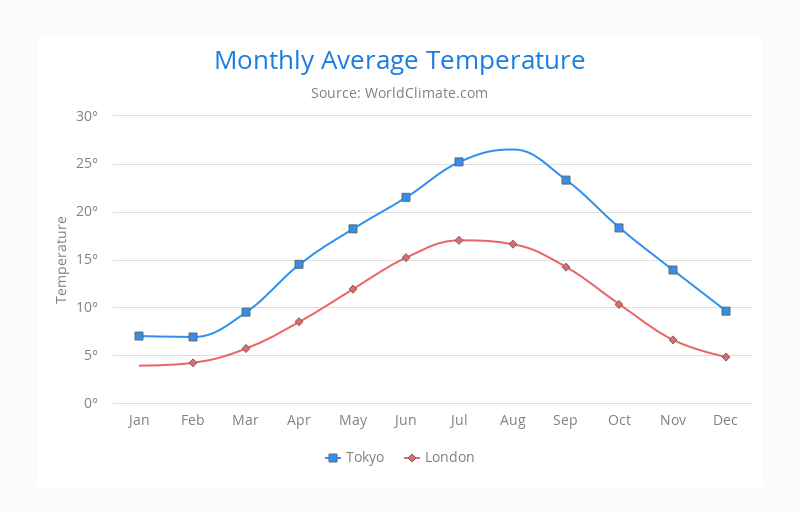 Monthly Average Temperature
Source: WorldClimate.com
30°
25°
20°
15°
10°
5°
0°
Temperature
Jan Feb Mar Apr May Jun Jul Aug Sep Oct Nov Dec
Tokyo London